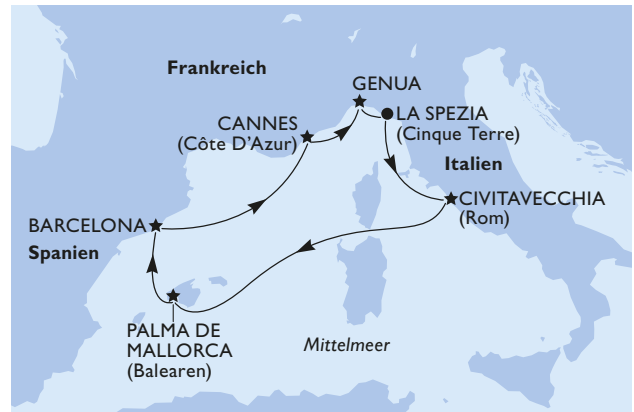 Frankreich
GENUA
LA SPEZIA
(Cinque Terre)
CANNES
(Côte D'Azur)
Italien
CIVITAVECCHIA
(Rom)
BARCELONA
Spanien
PALMA DE
MALLORCA
(Balearen)
Mittelmeer